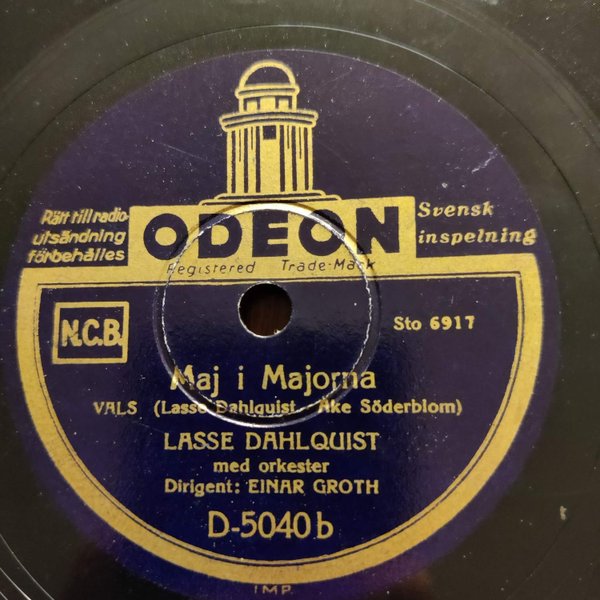 Rätt till radio-
utsändning
förbehålles
ODEON
Svensk
inspelning
Registered Trade-Mark
N.C.B.
Sto 6917
Maj i Majorna
VALS (Lasse Dahlquist - Åke Söderblom)
LASSE DAHLQUIST
med orkester
Dirigent: EINAR GROTH
D-5040b
IMP.